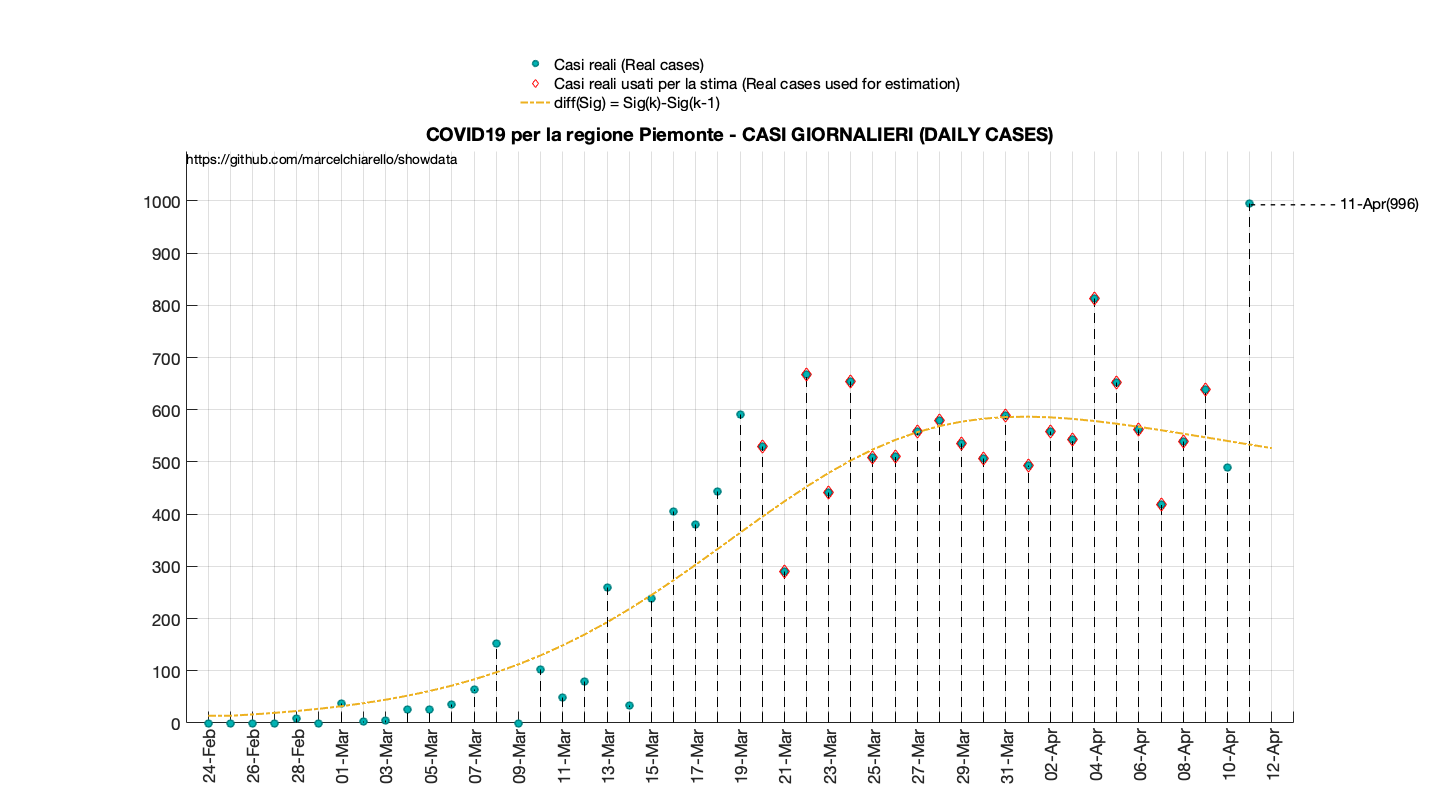 Casi reali (Real cases)
Casi reali usati per la stima (Real cases used for estimation)
diff(Sig) = Sig(k)-Sig(k-1)
COVID19 per la regione Piemonte - CASI GIORNALIERI (DAILY CASES)
https://github.com/marcelchiarello/showdata
1000
11-Apr(996)
900
800
700
600
500
400
300
200
100
0
24-Feb
26-Feb
28-Feb
01-Mar
03-Mar
05-Mar
07-Mar
09-Mar
11-Mar
13-Mar
15-Mar
17-Mar
19-Mar
21-Mar
23-Mar
25-Mar
27-Mar
29-Mar
31-Mar
02-Apr
04-Apr
06-Apr
08-Apr
10-Apr
12-Apr